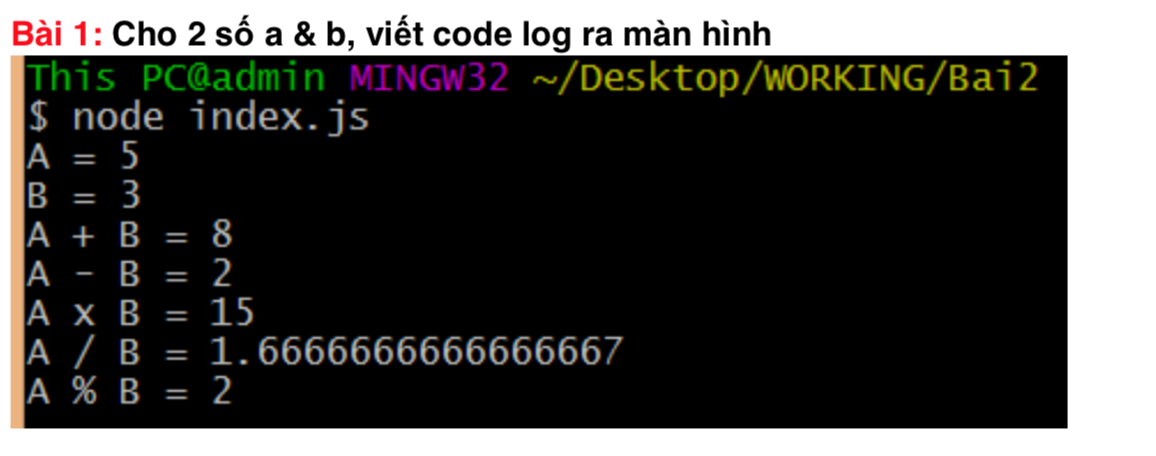 Bài 1: Cho 2 số a & b, viết code log ra màn hình
This PC@admin MINGW32 ~/Desktop/WORKING/Bai2
$ node index.js
A = 5
B = 3
A + B = 8
A - B = 2
A x B = 15
A / B = 1.6666666666666667
A % B = 2